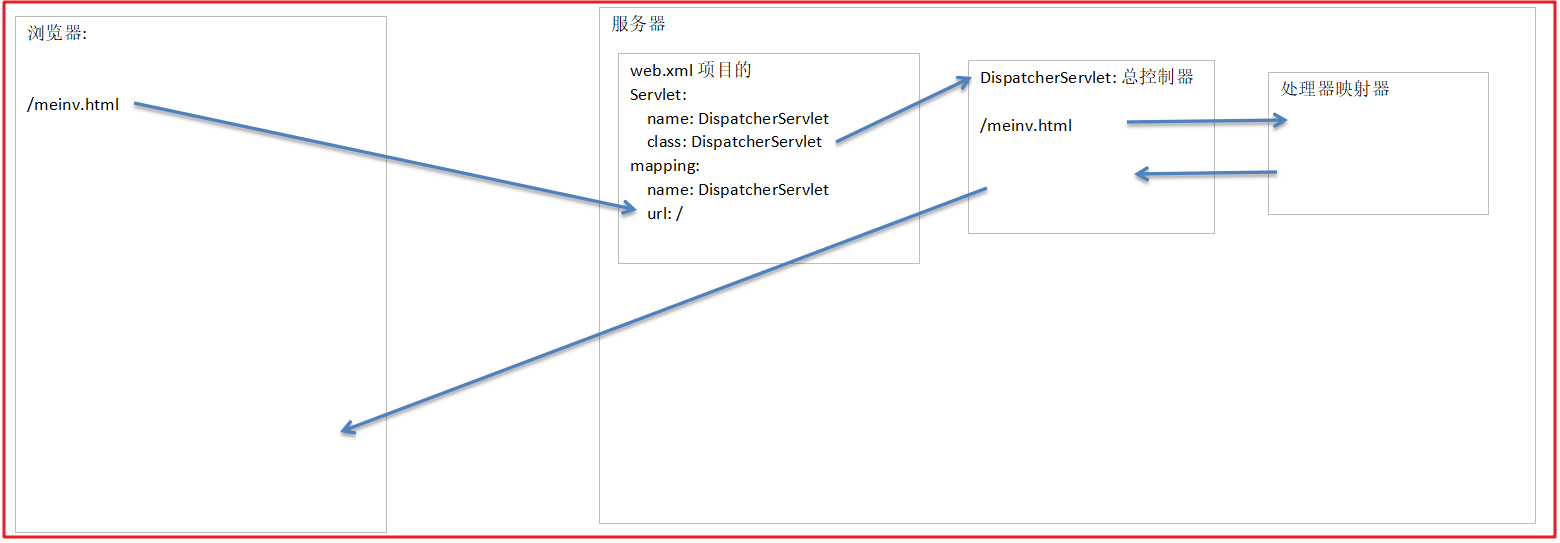 浏览器:
/meinv.html
服务器
web.xml 项目的
Servlet:
name: DispatcherServlet
class: DispatcherServlet
mapping:
name: DispatcherServlet
url: /
DispatcherServlet: 总控制器
/meinv.html
处理器映射器